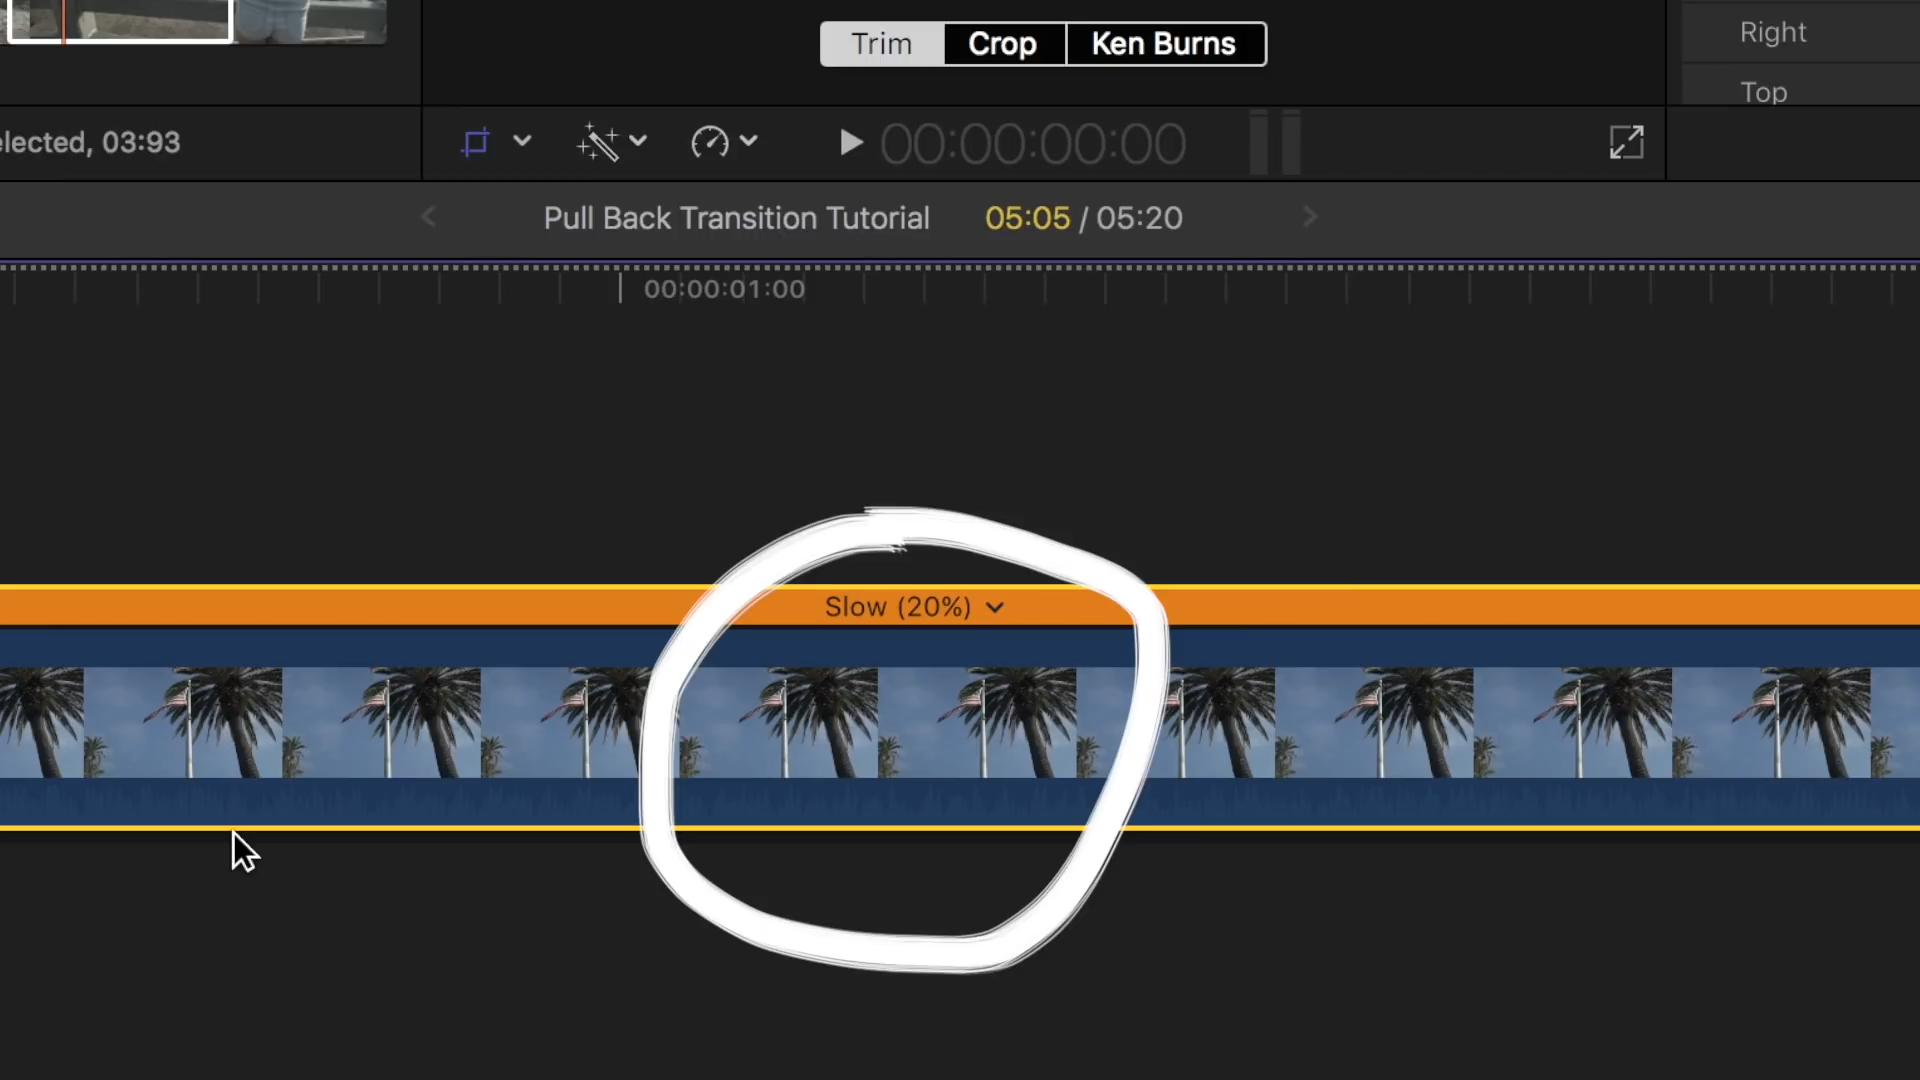 Trim Crop Ken Burns
Right
Top
elected, 03:93
00:00:00:00
Pull Back Transition Tutorial 05:05 / 05:20
00:00:01:00
Slow (20%)